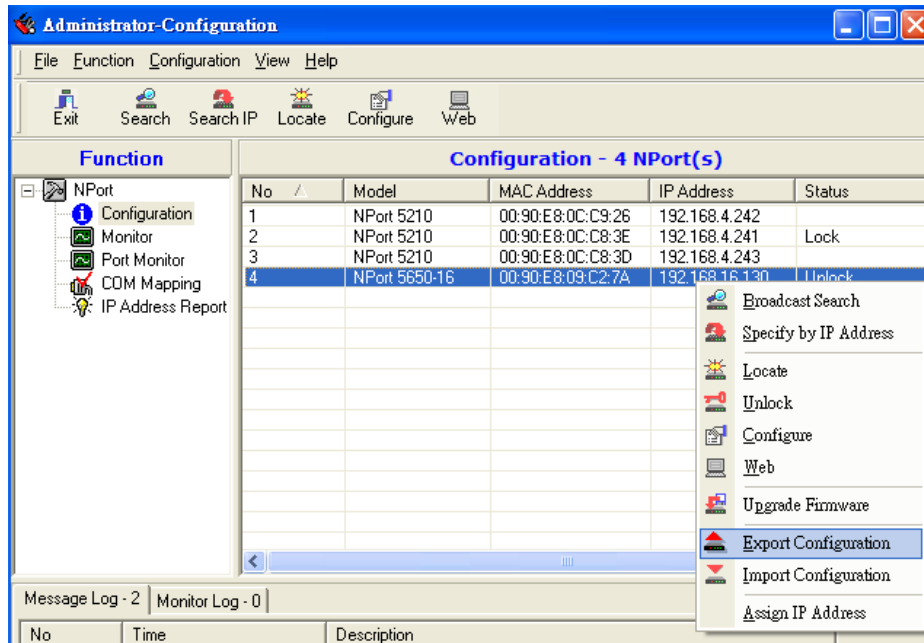 Administrator-Configuration
File Function Configuration View Help
Exit Search Search IP Locate Configure Web
Function
NPort
Configuration
Monitor
Port Monitor
COM Mapping
IP Address Report
Configuration - 4 NPort(s)
No Model MAC Address IP Address Status
1 NPort 5210 00:90:E8:0C:C9:26 192.168.4.242
2 NPort 5210 00:90:E8:0C:C8:3E 192.168.4.241 Lock
3 NPort 5210 00:90:E8:0C:C8:3D 192.168.4.243
4 NPort 5650-16 00:90:E8:09:C2:7A 192.168.16.130 Unlock
Broadcast Search
Specify by IP Address
Locate
Unlock
Configure
Web
Upgrade Firmware
Export Configuration
Import Configuration
Assign IP Address
Message Log - 2 Monitor Log - 0
No Time Description